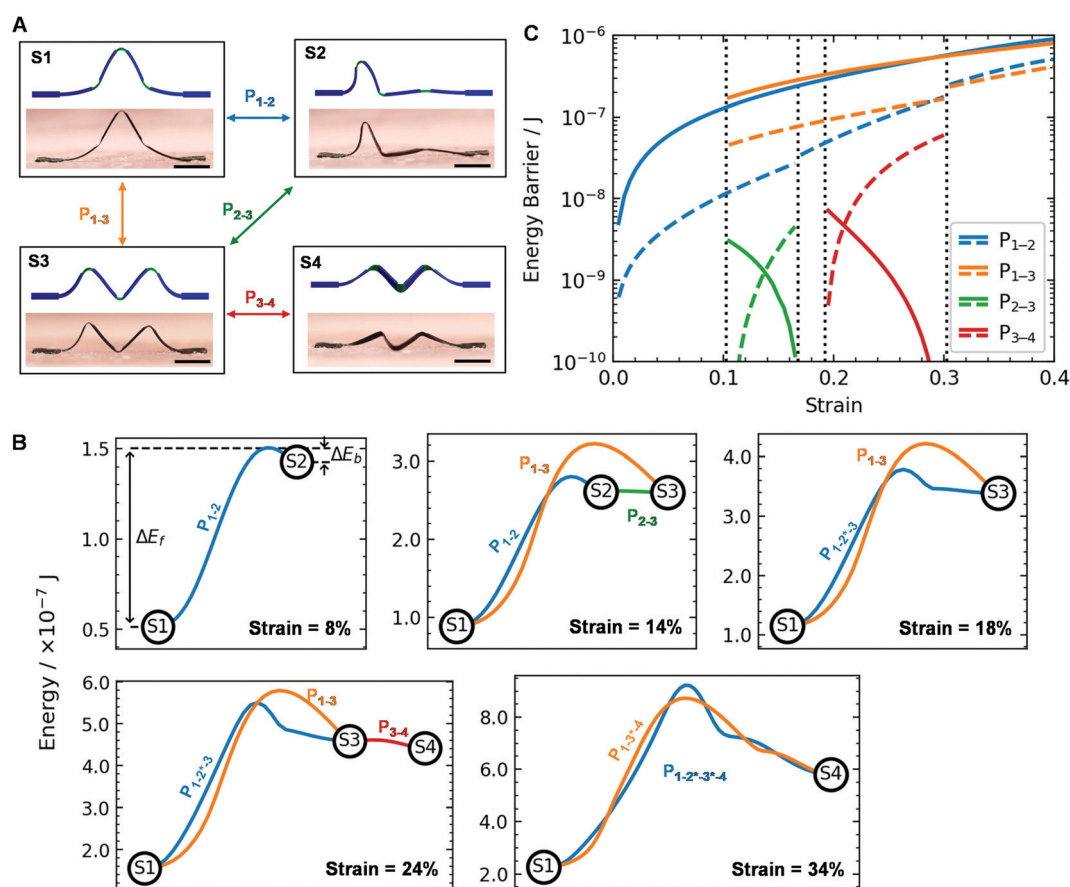 A
S1
S2
P1-2
P1-3
P2-3
S3
S4
P3-4
C
Energy Barrier / J
10⁻⁶
10⁻⁷
10⁻⁸
10⁻⁹
10⁻¹⁰
0.0 0.1 0.2 0.3 0.4
Strain
P1−2
P1−3
P2−3
P3−4
B
Energy / ×10⁻⁷ J
1.5
1.0
0.5
ΔEf
ΔEb
P1-2
S1
S2
Strain = 8%
3.0
2.0
1.0
P1-3
P1-2
P2-3
S1
S2
S3
Strain = 14%
4.0
3.0
2.0
1.0
P1-3
P1-2*-3
S1
S3
Strain = 18%
6.0
5.0
4.0
3.0
2.0
P1-3
P1-2*-3
P3-4
S1
S3
S4
Strain = 24%
8.0
6.0
4.0
2.0
P1-3*-4
P1-2*-3*-4
S1
S4
Strain = 34%